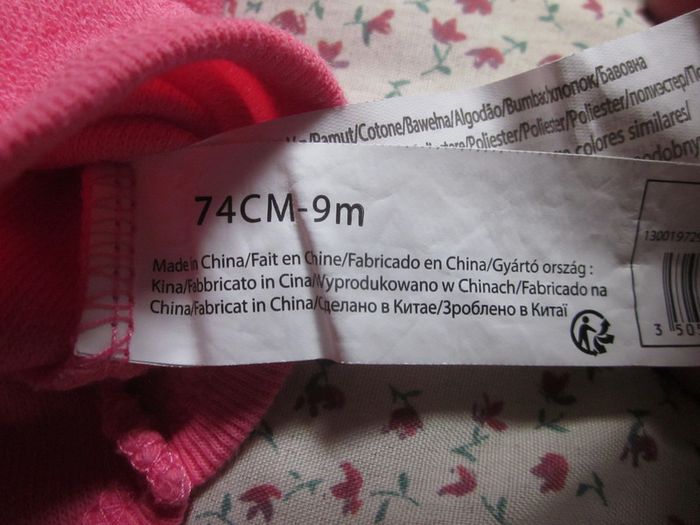 /Pamut/Cotone/Bawełna/Algodão/Bumbac/хлопок/Бавовна
/Poliester/Poliester/Poliester/полиэстер/
colores similares!
74CM-9m
Made in China/Fait en Chine/Fabricado en China/Gyártó ország :
Kina/Fabbricato in Cina/Wyprodukowano w Chinach/Fabricado na
China/Fabricat in China/Сделано в Китае/Зроблено в Китаї